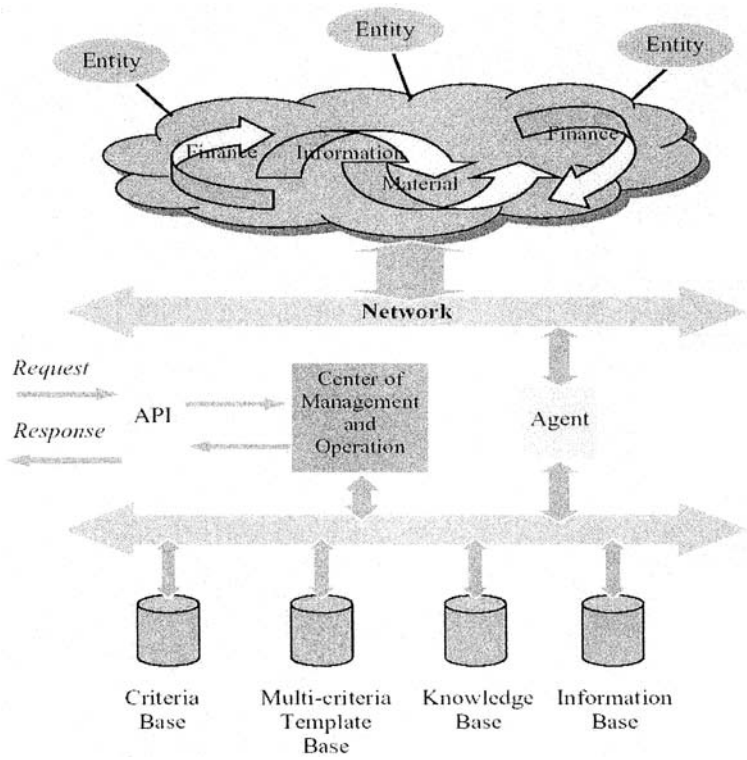 Entity
Entity
Entity
Finance
Information
Finance
Material
Network
Request
API
Response
Center of
Management
and
Operation
Agent
Criteria
Base
Multi-criteria
Template
Base
Knowledge
Base
Information
Base